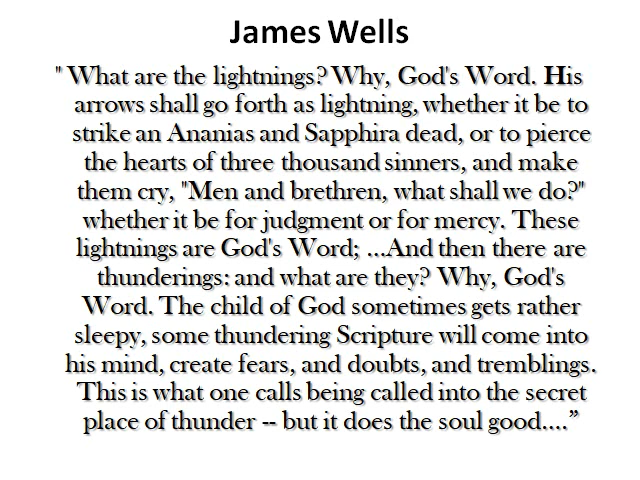 James Wells
" What are the lightnings? Why, God's Word. His
arrows shall go forth as lightning, whether it be to
strike an Ananias and Sapphira dead, or to pierce
the hearts of three thousand sinners, and make
them cry, "Men and brethren, what shall we do?"
whether it be for judgment or for mercy. These
lightnings are God's Word; ...And then there are
thunderings: and what are they? Why, God's
Word. The child of God sometimes gets rather
sleepy, some thundering Scripture will come into
his mind, create fears, and doubts, and tremblings.
This is what one calls being called into the secret
place of thunder -- but it does the soul good....”